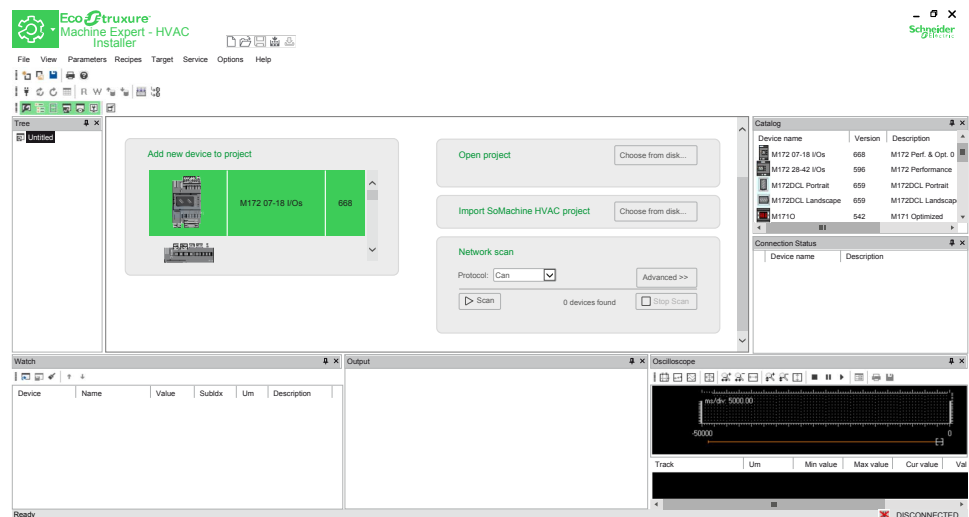 EcoStruxure
Machine Expert - HVAC
Installer
Schneider
Electric
File View Parameters Recipes Target Service Options Help
R W
Tree
Untitled
Add new device to project
M172 07-18 I/Os 668
Open project
Choose from disk...
Import SoMachine HVAC project
Choose from disk...
Network scan
Protocol: Can
Advanced >>
Scan
0 devices found
Stop Scan
Catalog
Device name Version Description
M172 07-18 I/Os 668 M172 Perf. & Opt. 0
M172 28-42 I/Os 596 M172 Performance
M172DCL Portrait 659 M172DCL Portrait
M172DCL Landscape 659 M172DCL Landscap
M171O 542 M171 Optimized
Connection Status
Device name Description
Watch
Device Name Value SubIdx Um Description
Output
Oscilloscope
ms/div: 5000.00
-50000 0
Track Um Min value Max value Cur value Val
Ready
DISCONNECTED